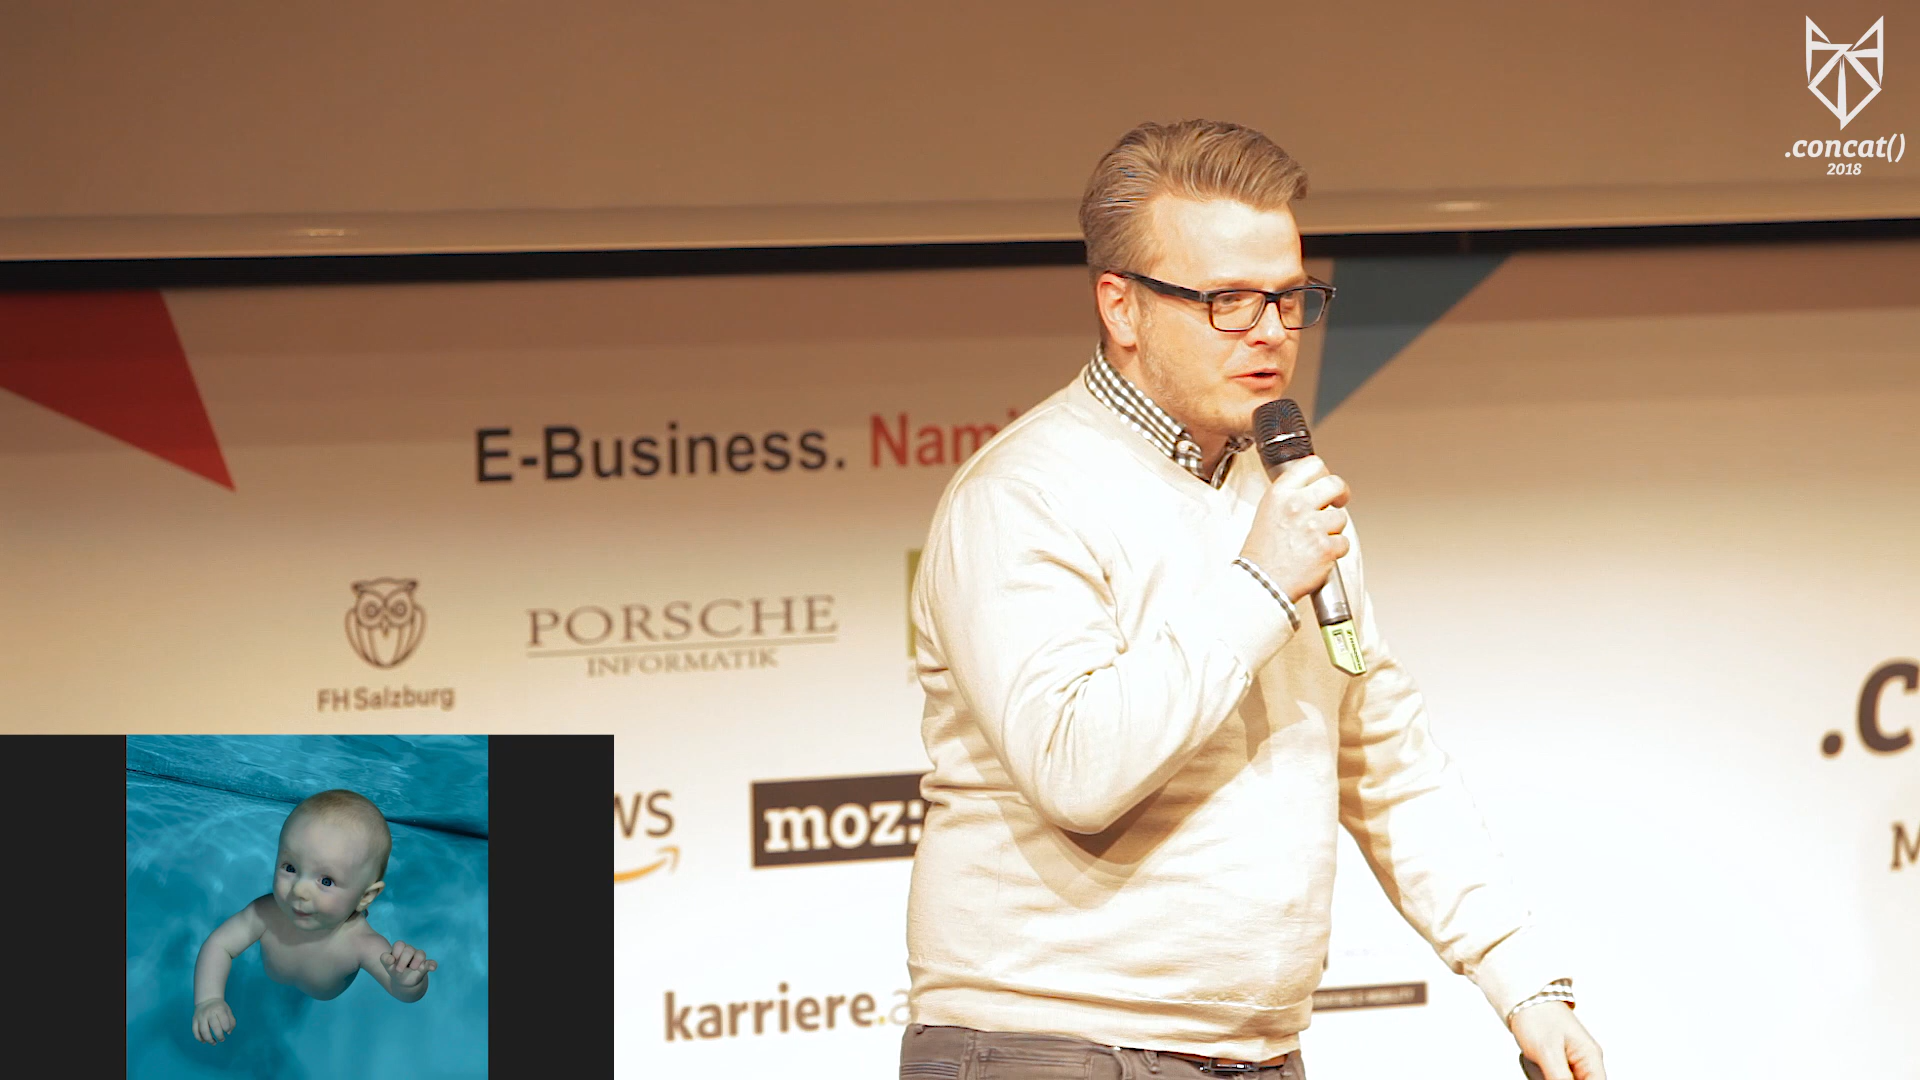 .concat()
2018
E-Business. Nam
FH Salzburg
PORSCHE
INFORMATIK
WS
moz:
karriere.a
.c
M